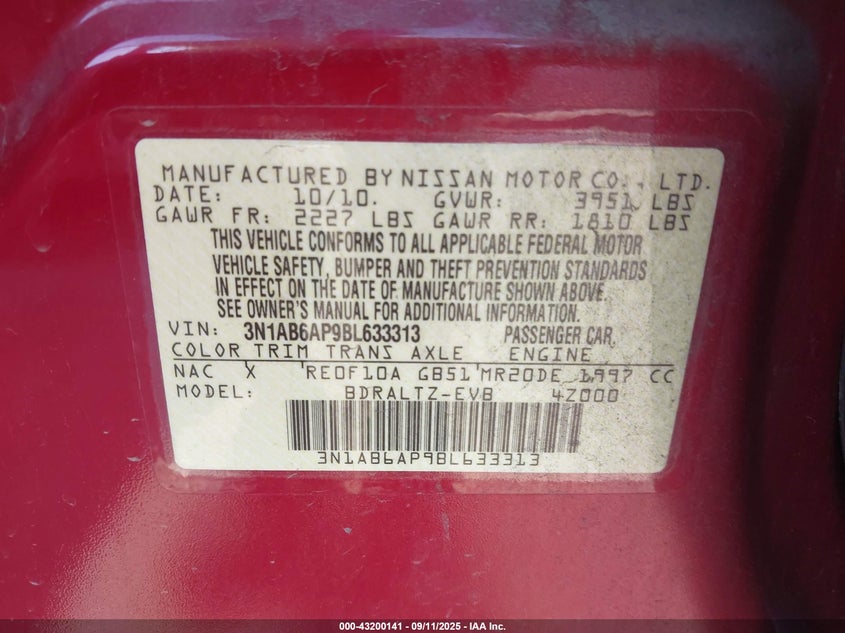 MANUFACTURED BY NISSAN MOTOR CO., LTD.
DATE: 10/10. GVWR: 3951 LBS
GAWR FR: 2227 LBS GAWR RR: 1810 LBS
THIS VEHICLE CONFORMS TO ALL APPLICABLE FEDERAL MOTOR
VEHICLE SAFETY, BUMPER AND THEFT PREVENTION STANDARDS
IN EFFECT ON THE DATE OF MANUFACTURE SHOWN ABOVE.
SEE OWNER'S MANUAL FOR ADDITIONAL INFORMATION.
VIN: 3N1AB6AP9BL633313 PASSENGER CAR.
COLOR TRIM TRANS AXLE ENGINE
NAC X RE0F10A GB51 MR20DE 1997 CC
MODEL: BDRALTZ-EVB 4Z000
3N1AB6AP9BL633313
000-43200141 - 09/11/2025 - IAA Inc.